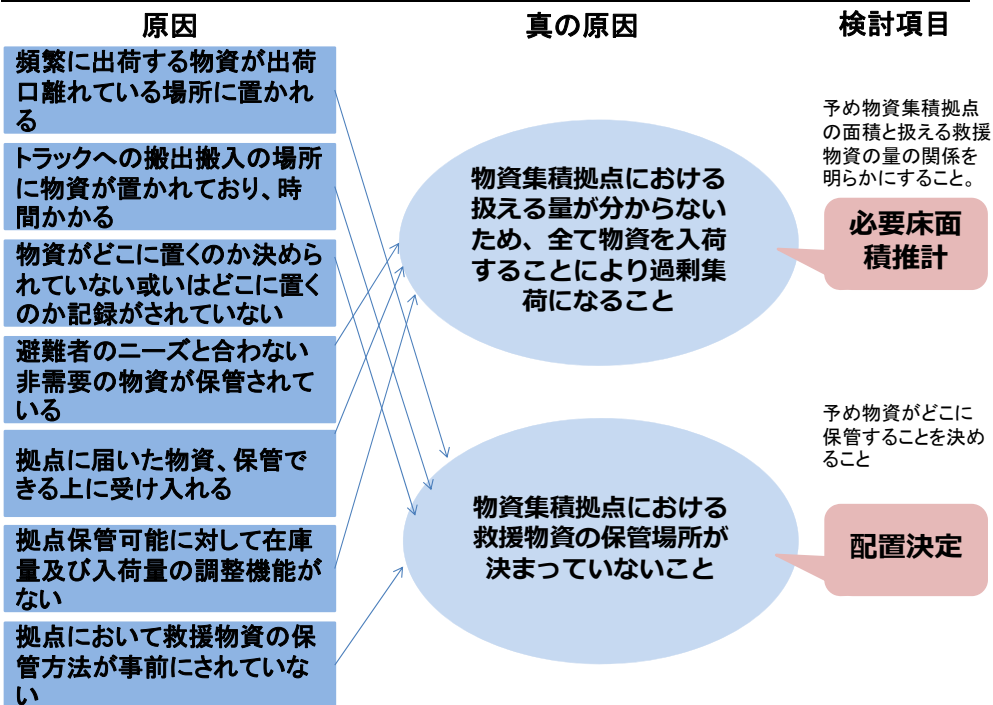 原因
真の原因
検討項目
頻繁に出荷する物資が出荷
口離れている場所に置かれ
る
トラックへの搬出搬入の場所
に物資が置かれており、時
間かかる
物資がどこに置くのか決めら
れていない或いはどこに置く
のか記録がされていない
避難者のニーズと合わない
非需要の物資が保管されて
いる
拠点に届いた物資、保管で
きる上に受け入れる
拠点保管可能に対して在庫
量及び入荷量の調整機能が
ない
拠点において救援物資の保
管方法が事前にされていな
い
物資集積拠点における
扱える量が分からない
ため、全て物資を入荷
することにより過剰集
荷になること
物資集積拠点における
救援物資の保管場所が
決まっていないこと
予め物資集積拠点
の面積と扱える救援
物資の量の関係を
明らかにすること。
必要床面
積推計
予め物資がどこに
保管することを決め
ること
配置決定